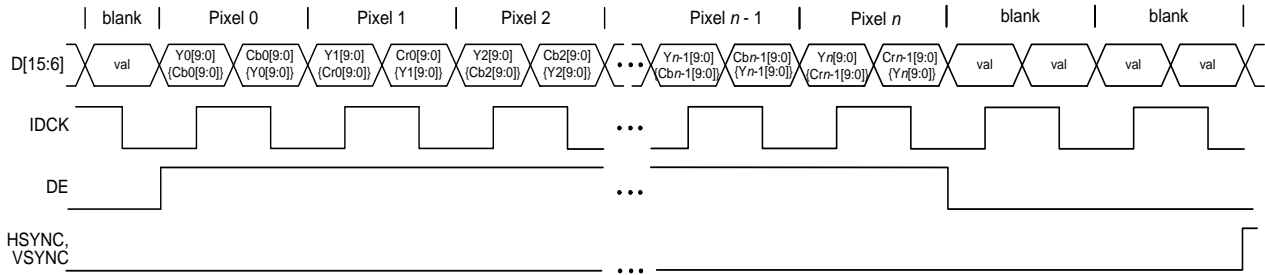 blank Pixel 0 Pixel 1 Pixel 2 Pixel n - 1 Pixel n blank blank
D[15:6] val Y0[9:0] Cb0[9:0] Y1[9:0] Cr0[9:0] Y2[9:0] Cb2[9:0] ••• Yn-1[9:0] Cbn-1[9:0] Yn[9:0] Crn-1[9:0] val val val val
{Cb0[9:0]} {Y0[9:0]} {Cr0[9:0]} {Y1[9:0]} {Cb2[9:0]} {Y2[9:0]} {Cbn-1[9:0]} {Yn-1[9:0]} {Crn-1[9:0]} {Yn[9:0]}
IDCK •••
DE •••
HSYNC,
VSYNC •••